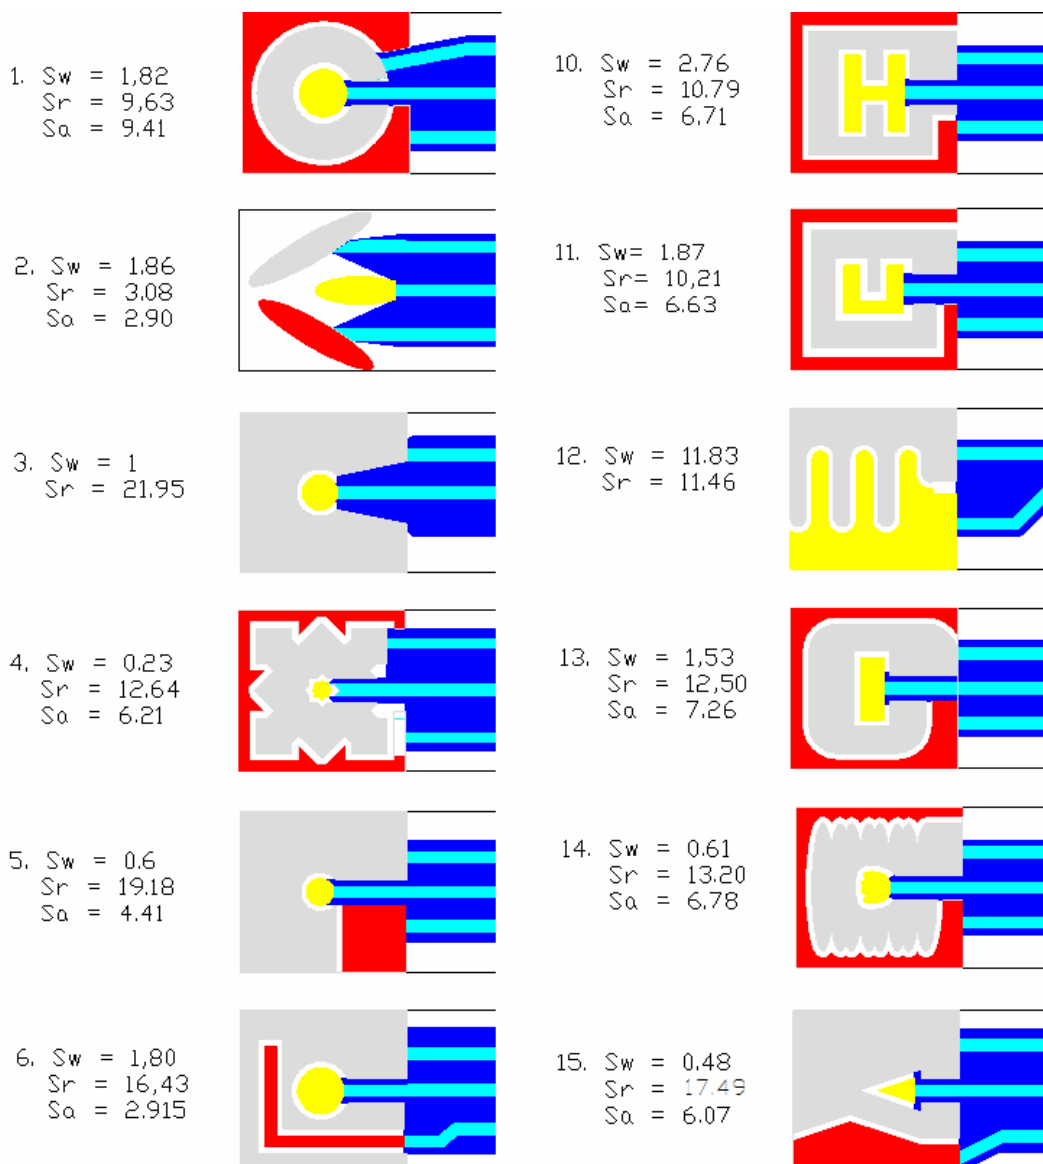 1. Sw = 1,82
Sr = 9,63
Sa = 9.41
2. Sw = 1.86
Sr = 3.08
Sa = 2.90
3. Sw = 1
Sr = 21.95
4. Sw = 0.23
Sr = 12.64
Sa = 6.21
5. Sw = 0.6
Sr = 19.18
Sa = 4.41
6. Sw = 1,80
Sr = 16,43
Sa = 2.915
10. Sw = 2.76
Sr = 10.79
Sa = 6.71
11. Sw= 1.87
Sr= 10,21
Sa= 6.63
12. Sw = 11.83
Sr = 11.46
13. Sw = 1,53
Sr = 12,50
Sa = 7.26
14. Sw = 0.61
Sr = 13.20
Sa = 6.78
15. Sw = 0.48
Sr = 17.49
Sa = 6.07